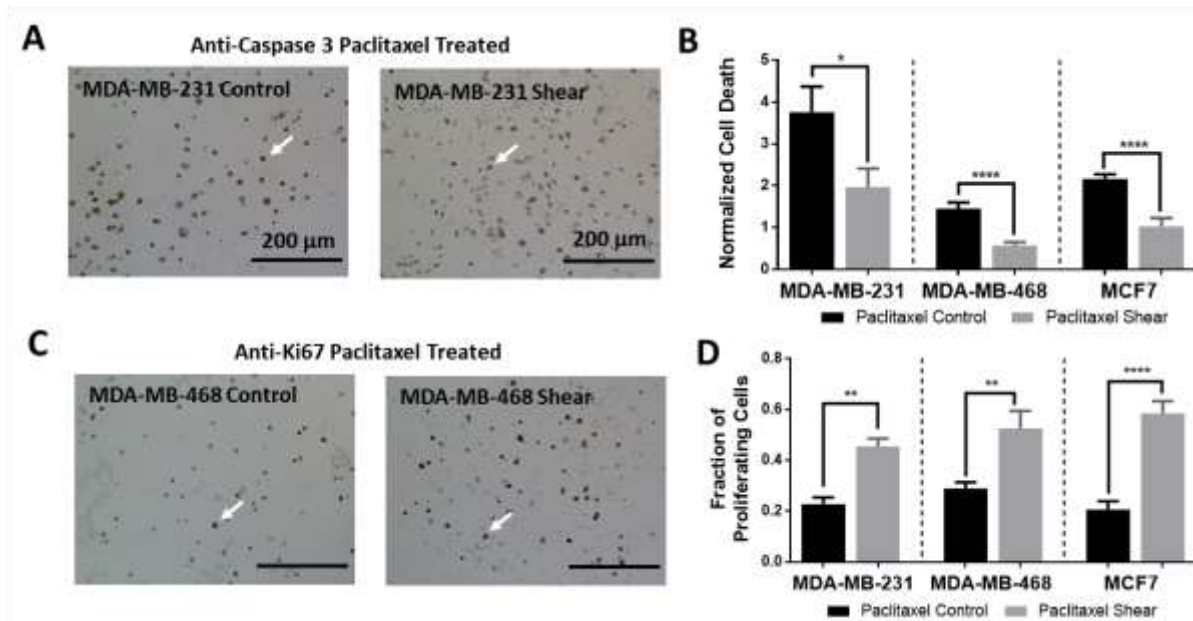 A
Anti-Caspase 3 Paclitaxel Treated
MDA-MB-231 Control
MDA-MB-231 Shear
200 µm
200 µm
B
Normalized Cell Death
5
4
3
2
1
0
*
****
****
MDA-MB-231
MDA-MB-468
MCF7
Paclitaxel Control
Paclitaxel Shear
C
Anti-Ki67 Paclitaxel Treated
MDA-MB-468 Control
MDA-MB-468 Shear
D
Fraction of
Proliferating Cells
0.8
0.6
0.4
0.2
0.0
**
**
****
MDA-MB-231
MDA-MB-468
MCF7
Paclitaxel Control
Paclitaxel Shear